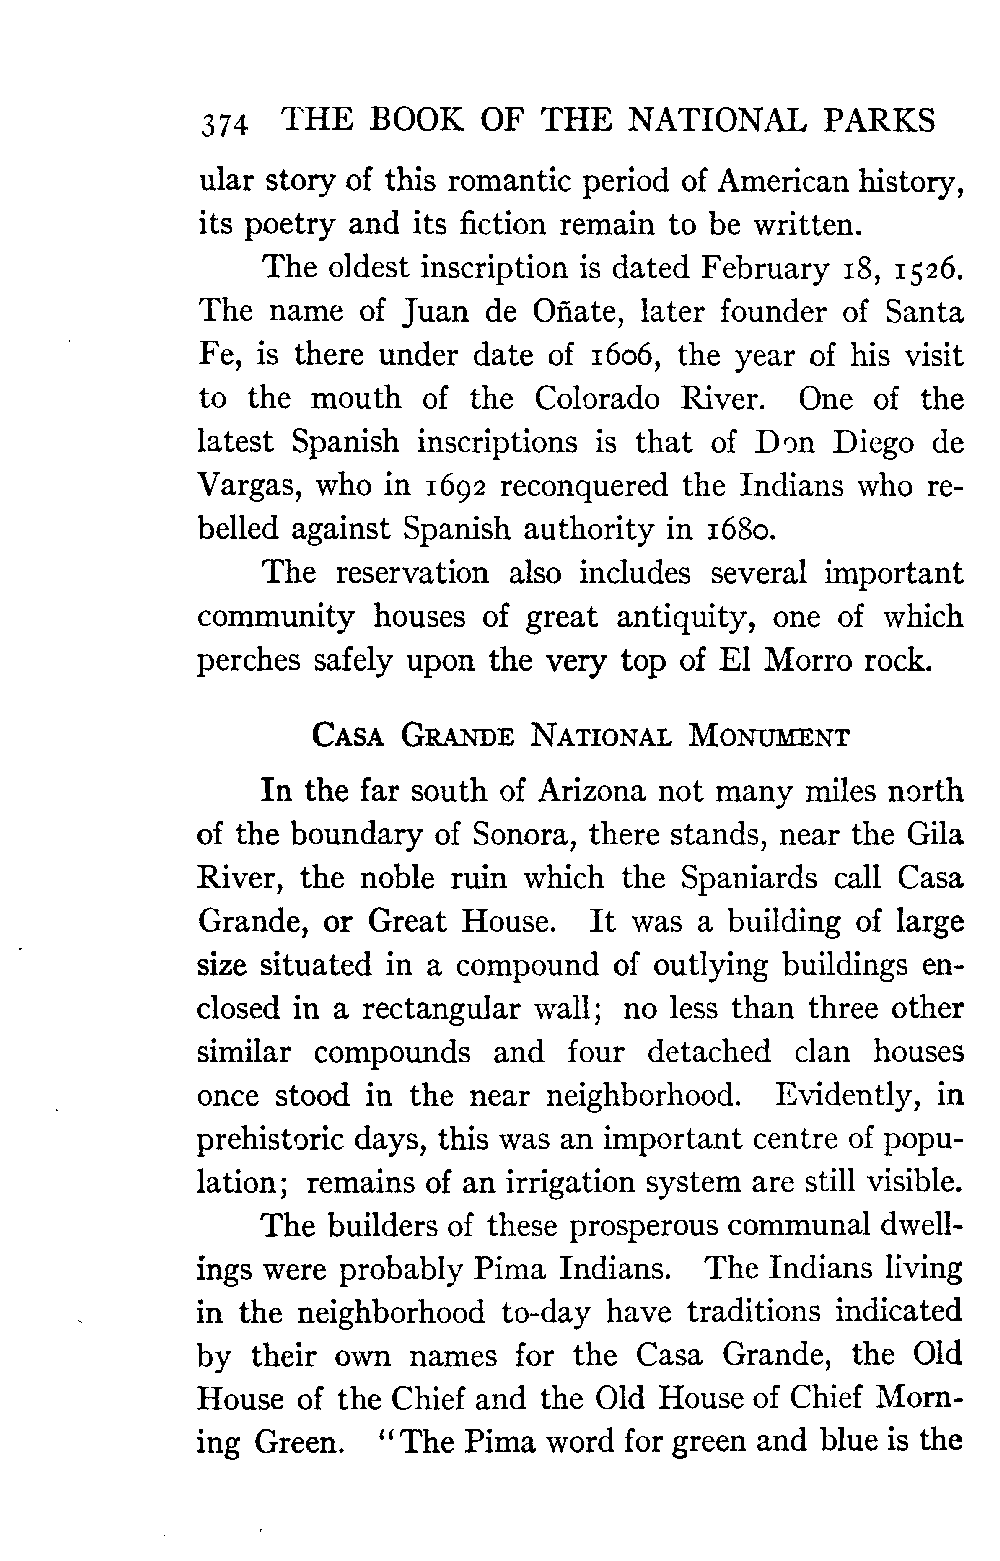 374 THE BOOK OF THE NATIONAL PARKS
ular story of this romantic period of American history,
its poetry and its fiction remain to be written.
The oldest inscription is dated February 18, 1526.
The name of Juan de Oñate, later founder of Santa
Fe, is there under date of 1606, the year of his visit
to the mouth of the Colorado River. One of the
latest Spanish inscriptions is that of Don Diego de
Vargas, who in 1692 reconquered the Indians who re-
belled against Spanish authority in 1680.
The reservation also includes several important
community houses of great antiquity, one of which
perches safely upon the very top of El Morro rock.
CASA GRANDE NATIONAL MONUMENT
In the far south of Arizona not many miles north
of the boundary of Sonora, there stands, near the Gila
River, the noble ruin which the Spaniards call Casa
Grande, or Great House. It was a building of large
size situated in a compound of outlying buildings en-
closed in a rectangular wall; no less than three other
similar compounds and four detached clan houses
once stood in the near neighborhood. Evidently, in
prehistoric days, this was an important centre of popu-
lation; remains of an irrigation system are still visible.
The builders of these prosperous communal dwell-
ings were probably Pima Indians. The Indians living
in the neighborhood to-day have traditions indicated
by their own names for the Casa Grande, the Old
House of the Chief and the Old House of Chief Morn-
ing Green. "The Pima word for green and blue is the